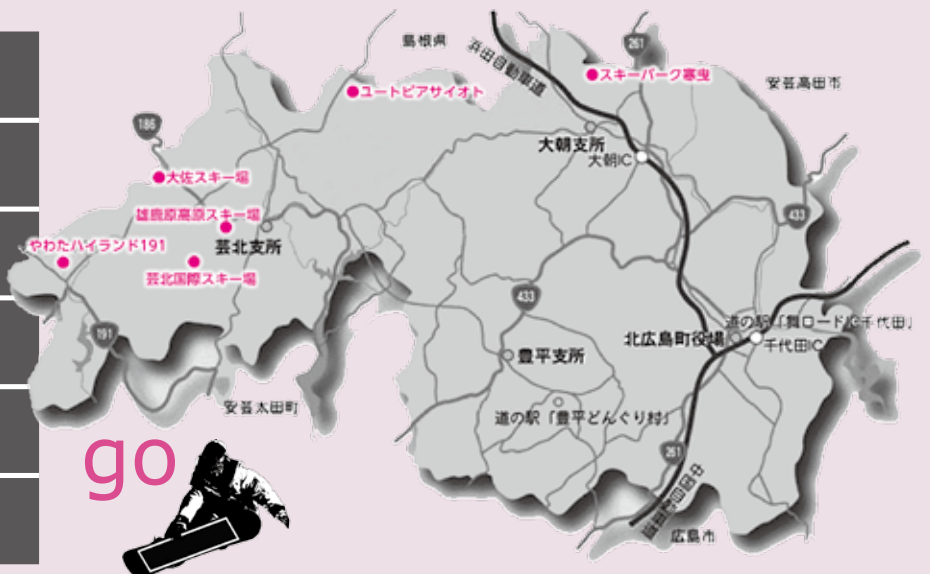 島根県
浜田自動車道
261
スキーパーク寒曳
安芸高田市
ユートピアサイオト
186
大朝支所
大朝IC
大佐スキー場
雄鹿原高原スキー場
433
芸北支所
やわたハイランド191
芸北国際スキー場
433
191
北広島町役場
道の駅「舞ロードIC千代田」
千代田IC
豊平支所
安芸太田町
道の駅「豊平どんぐり村」
261
広島市
go